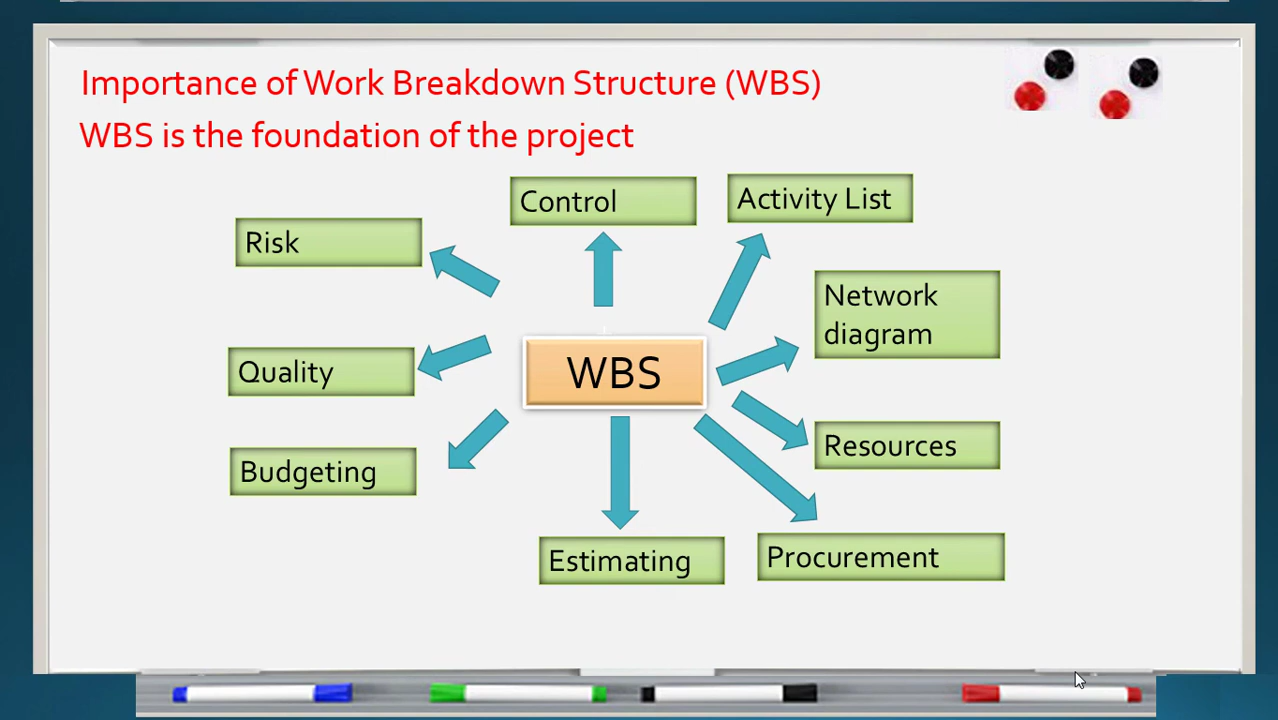 Importance of Work Breakdown Structure (WBS)
WBS is the foundation of the project
Control
Activity List
Risk
Network
diagram
WBS
Quality
Resources
Budgeting
Estimating
Procurement